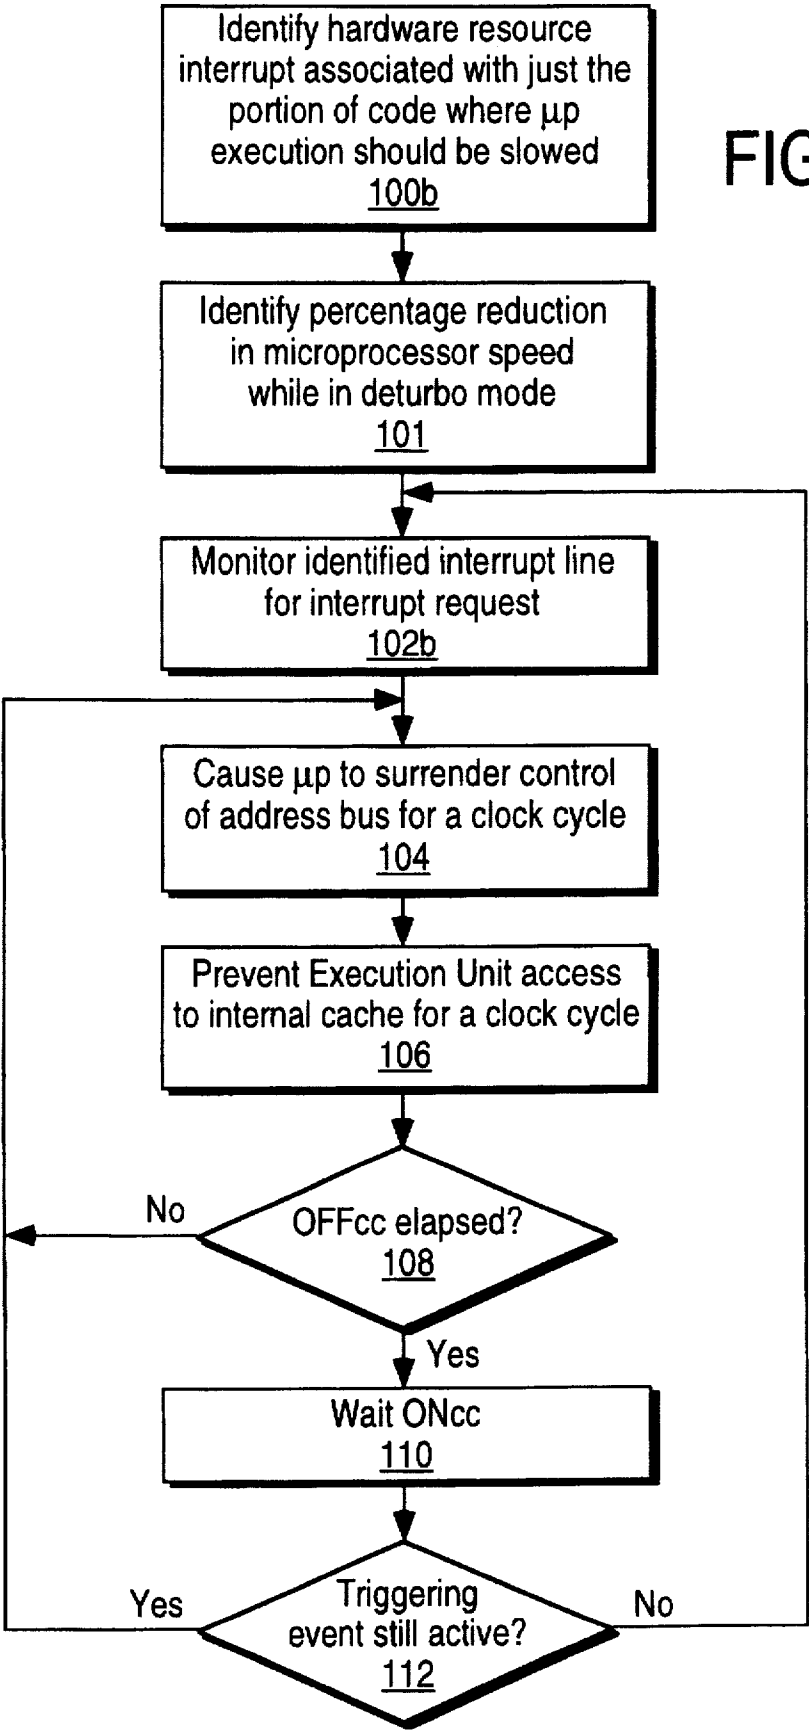 Identify hardware resource
interrupt associated with just the
portion of code where μp
execution should be slowed
100b
FIG
Identify percentage reduction
in microprocessor speed
while in deturbo mode
101
Monitor identified interrupt line
for interrupt request
102b
Cause μp to surrender control
of address bus for a clock cycle
104
Prevent Execution Unit access
to internal cache for a clock cycle
106
No
OFFcc elapsed?
108
Yes
Wait ONcc
110
Yes
Triggering
event still active?
112
No